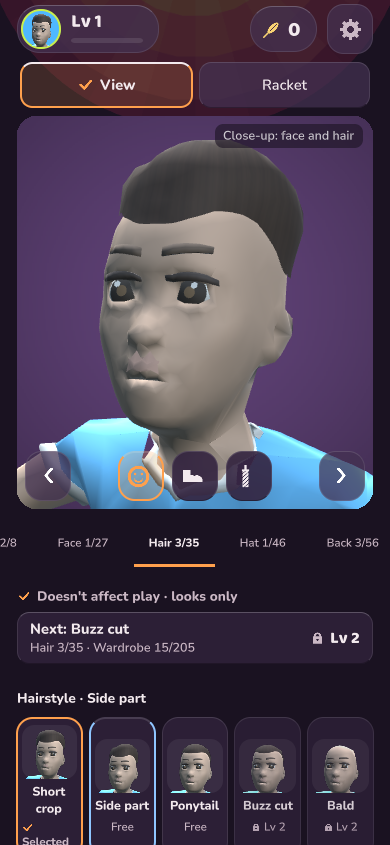 Lv 1
0
View
Racket
Close-up: face and hair
2/8
Face 1/27
Hair 3/35
Hat 1/46
Back 3/56
Doesn't affect play · looks only
Next: Buzz cut
Hair 3/35 · Wardrobe 15/205
Lv 2
Hairstyle · Side part
Short
crop
Selected
Side part
Free
Ponytail
Free
Buzz cut
Lv 2
Bald
Lv 2